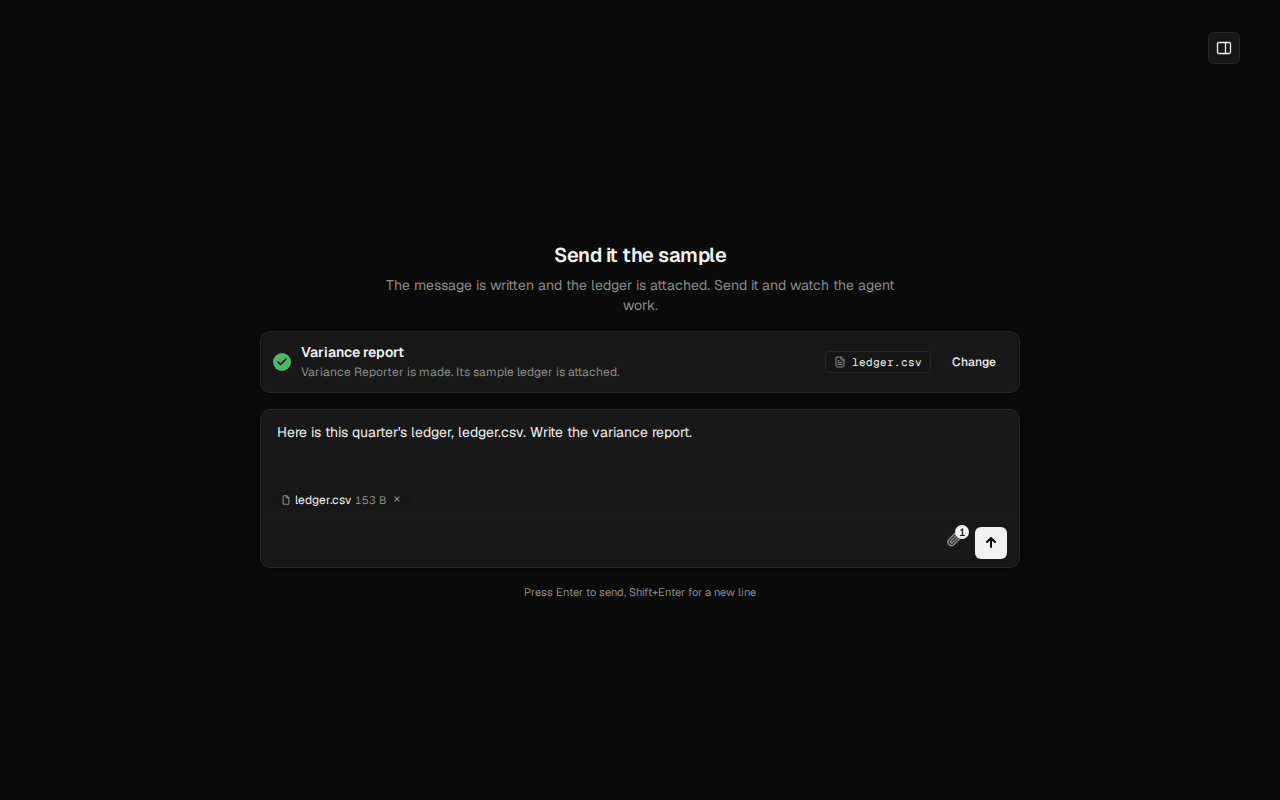 Send it the sample
The message is written and the ledger is attached. Send it and watch the agent
work.
Variance report
Variance Reporter is made. Its sample ledger is attached.
ledger.csv
Change
Here is this quarter's ledger, ledger.csv. Write the variance report.
ledger.csv 153 B ×
1
Press Enter to send, Shift+Enter for a new line